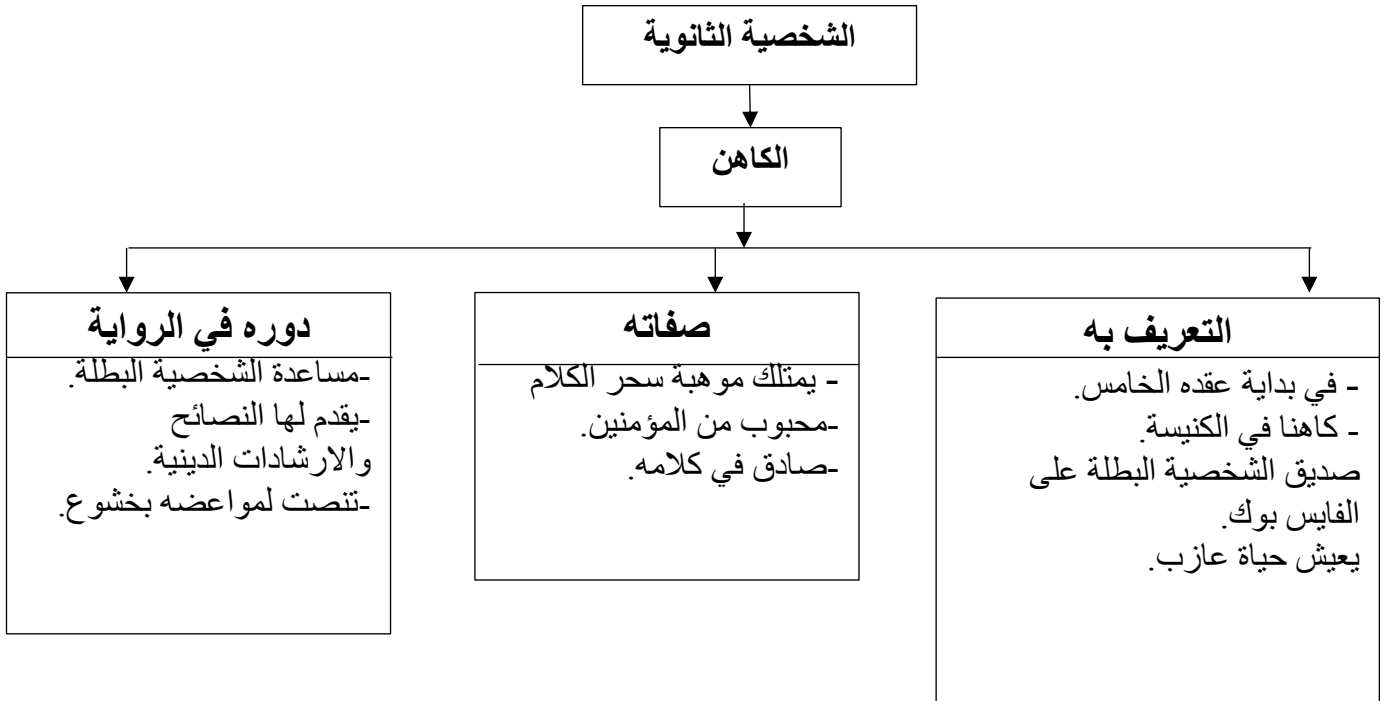 الشخصية الثانوية
الكاهن
التعريف به
- في بداية عقده الخامس.
- كاهنا في الكنيسة.
صديق الشخصية البطلة على
الفايس بوك.
يعيش حياة عازب.
صفاته
- يمتلك موهبة سحر الكلام
-محبوب من المؤمنين.
-صادق في كلامه.
دوره في الرواية
-مساعدة الشخصية البطلة.
-يقدم لها النصائح
والارشادات الدينية.
-تنصت لمواعضه بخشوع.